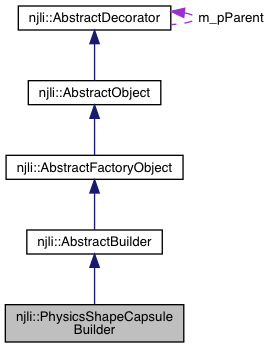 njli::AbstractDecorator
m_pParent
njli::AbstractObject
njli::AbstractFactoryObject
njli::AbstractBuilder
njli::PhysicsShapeCapsule
Builder